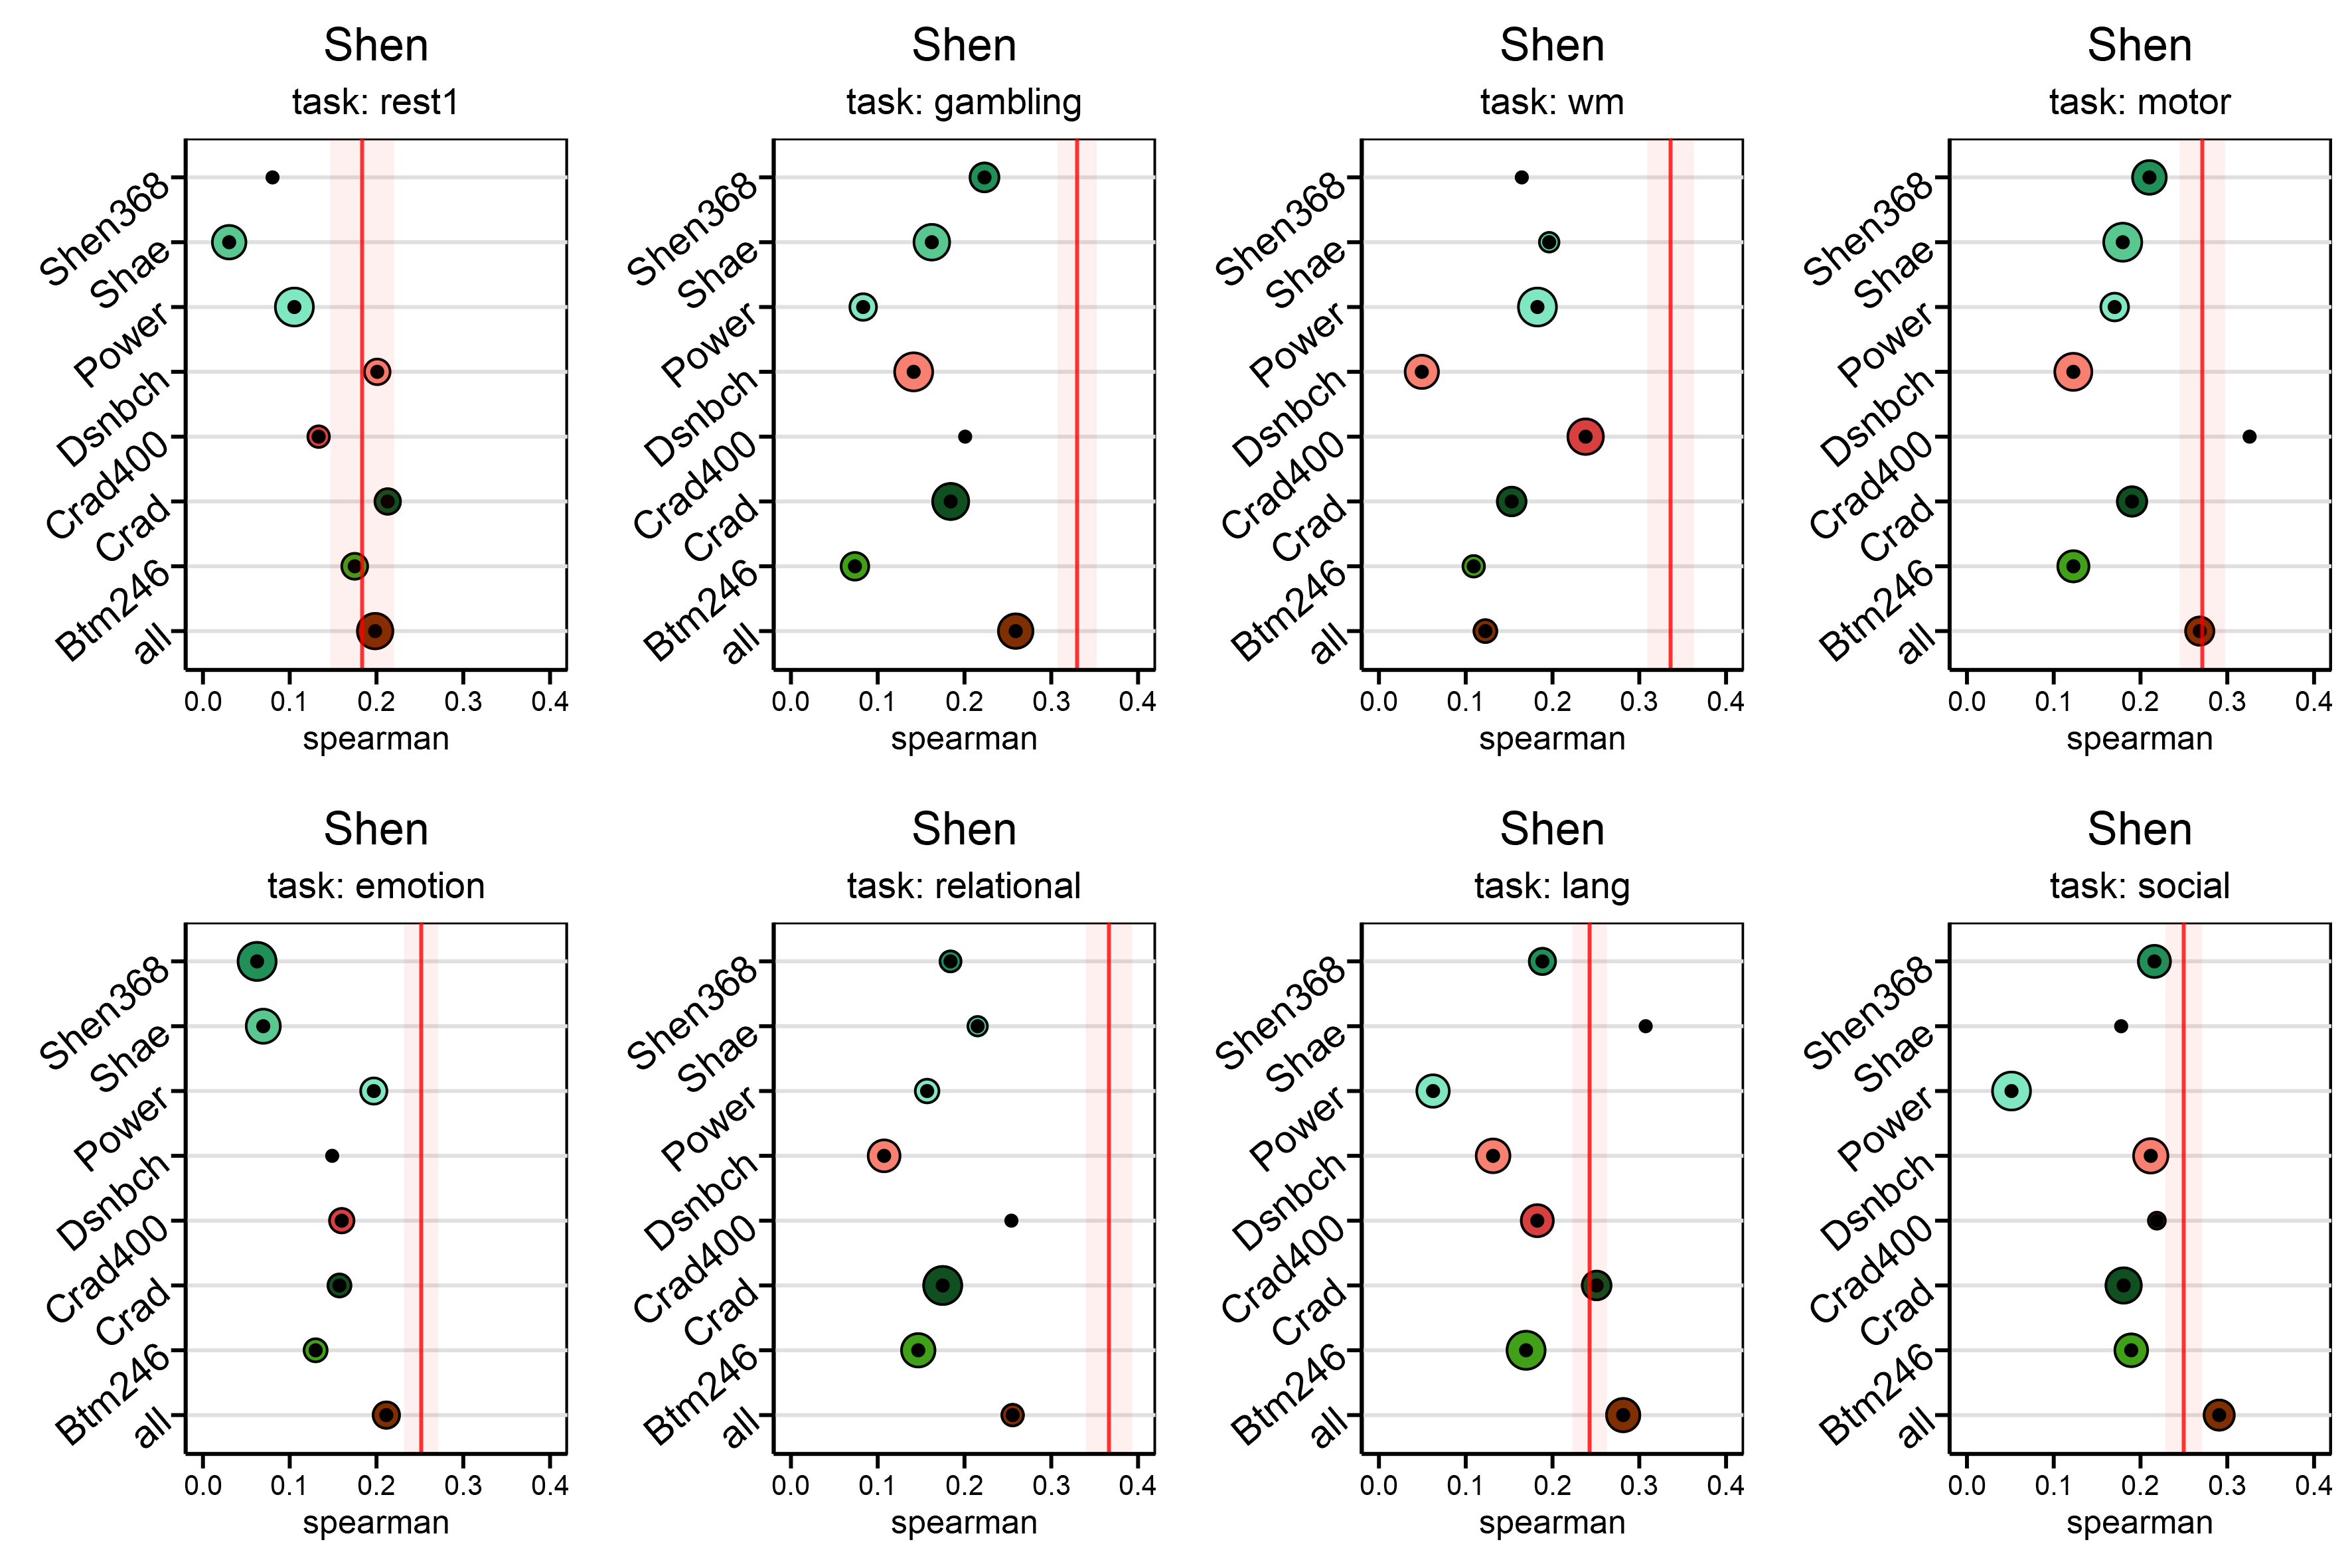 Shen
task: rest1
Shen368
Shae
Power
Dsnbch
Crad400
Crad
Btm246
all
0.0 0.1 0.2 0.3 0.4
spearman
Shen
task: gambling
Shen368
Shae
Power
Dsnbch
Crad400
Crad
Btm246
all
0.0 0.1 0.2 0.3 0.4
spearman
Shen
task: wm
Shen368
Shae
Power
Dsnbch
Crad400
Crad
Btm246
all
0.0 0.1 0.2 0.3 0.4
spearman
Shen
task: motor
Shen368
Shae
Power
Dsnbch
Crad400
Crad
Btm246
all
0.0 0.1 0.2 0.3 0.4
spearman
Shen
task: emotion
Shen368
Shae
Power
Dsnbch
Crad400
Crad
Btm246
all
0.0 0.1 0.2 0.3 0.4
spearman
Shen
task: relational
Shen368
Shae
Power
Dsnbch
Crad400
Crad
Btm246
all
0.0 0.1 0.2 0.3 0.4
spearman
Shen
task: lang
Shen368
Shae
Power
Dsnbch
Crad400
Crad
Btm246
all
0.0 0.1 0.2 0.3 0.4
spearman
Shen
task: social
Shen368
Shae
Power
Dsnbch
Crad400
Crad
Btm246
all
0.0 0.1 0.2 0.3 0.4
spearman